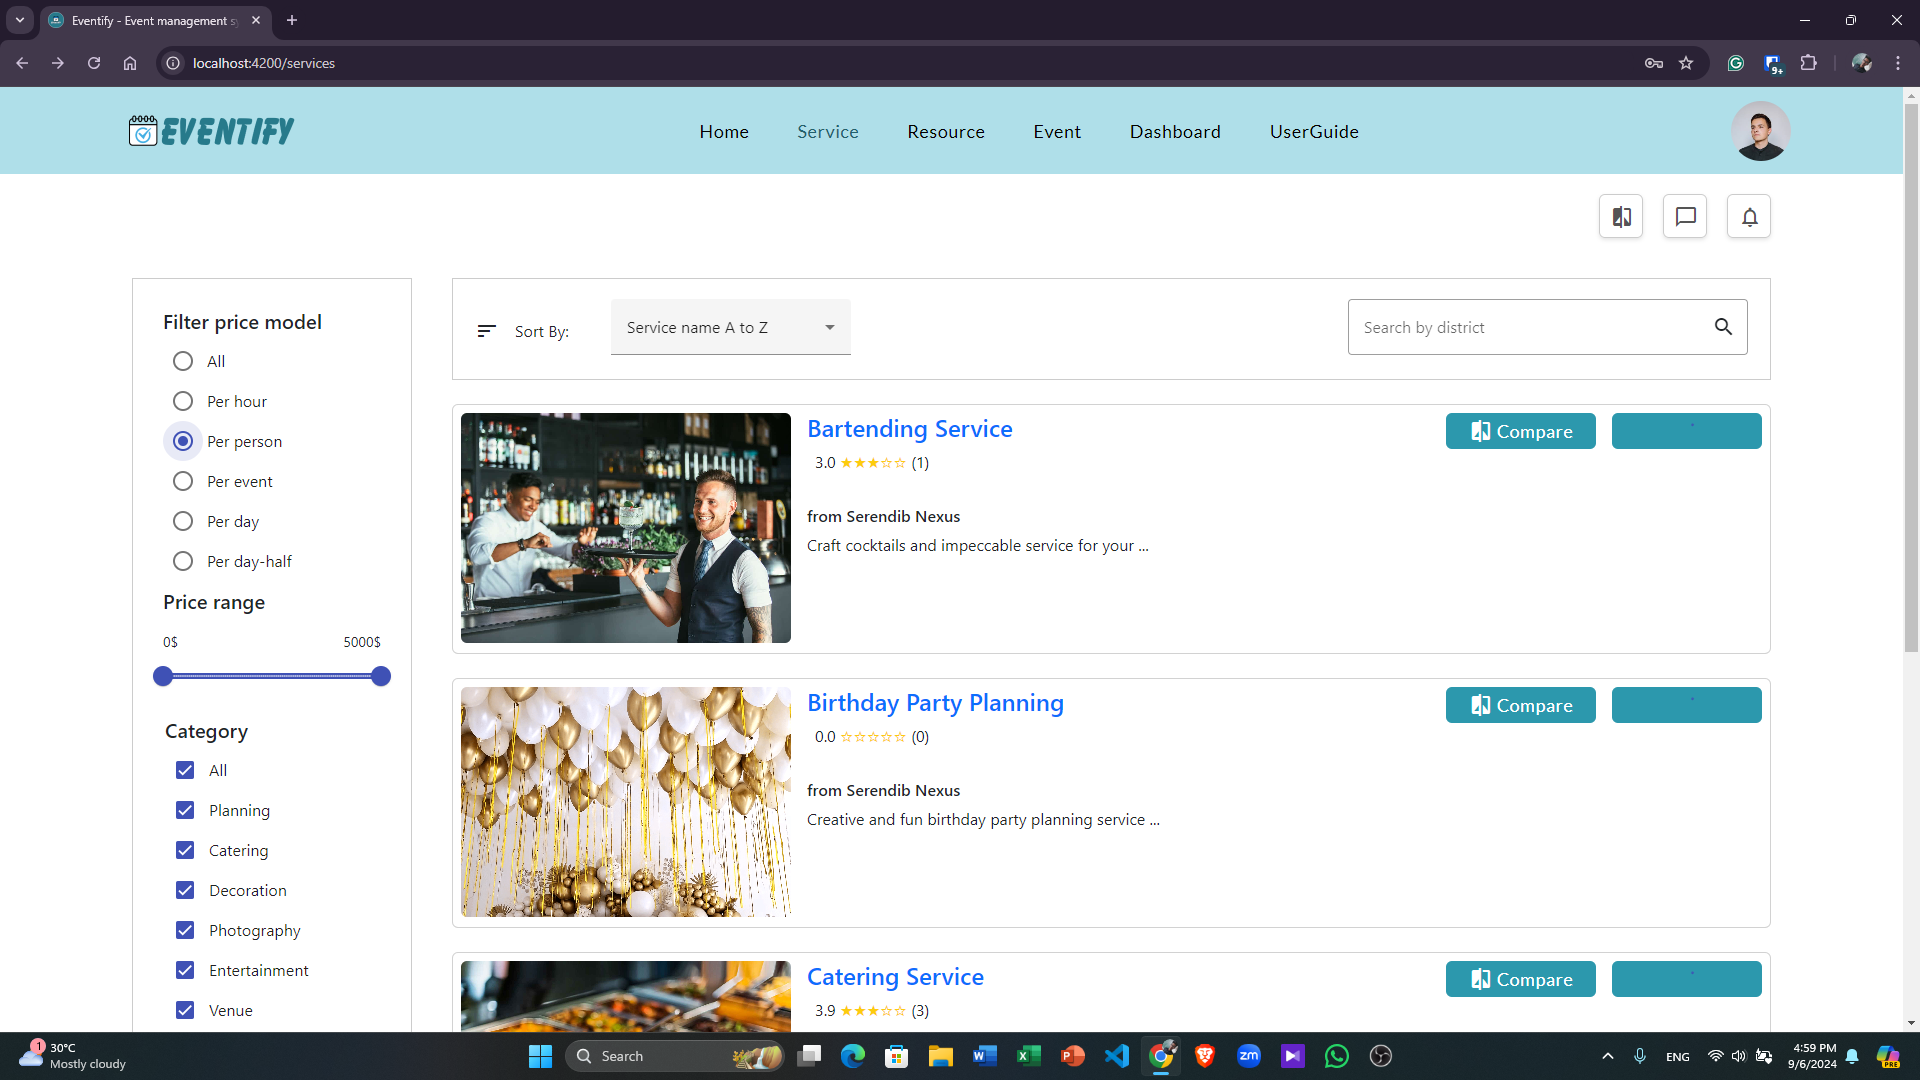 Eventify - Event management sy
localhost:4200/services
9+
EVENTIFY
Home
Service
Resource
Event
Dashboard
UserGuide
Filter price model
All
Per hour
Per person
Per event
Per day
Per day-half
Price range
0$ 5000$
Category
All
Planning
Catering
Decoration
Photography
Entertainment
Venue
Sort By:
Service name A to Z
Search by district
Bartending Service
3.0 ★★★☆☆ (1)
from Serendib Nexus
Craft cocktails and impeccable service for your ...
Compare
Birthday Party Planning
0.0 ☆☆☆☆☆ (0)
from Serendib Nexus
Creative and fun birthday party planning service ...
Compare
Catering Service
3.9 ★★★☆☆ (3)
Compare
1
30°C
Mostly cloudy
Search
zm
ENG
4:59 PM
9/6/2024
PRE